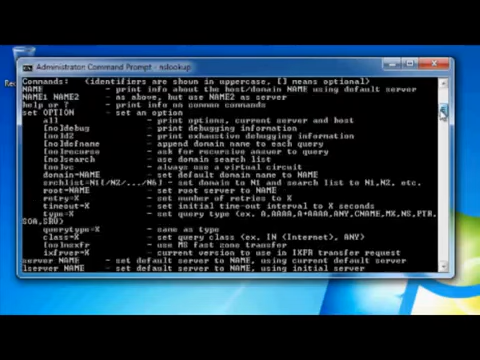 Rec
Administrator: Command Prompt - nslookup
Commands:   (identifiers are shown in uppercase, [] means optional)
NAME            - print info about the host/domain NAME using default server
NAME1 NAME2     - as above, but use NAME2 as server
help or ?       - print info on common commands
set OPTION      - set an option
all                 - print options, current server and host
[no]debug           - print debugging information
[no]d2              - print exhaustive debugging information
[no]defname         - append domain name to each query
[no]recurse         - ask for recursive answer to query
[no]search          - use domain search list
[no]vc              - always use a virtual circuit
domain=NAME         - set default domain name to NAME
srchlist=N1[/N2/.../N6] - set domain to N1 and search list to N1,N2, etc.
root=NAME           - set root server to NAME
retry=X             - set number of retries to X
timeout=X           - set initial time-out interval to X seconds
type=X              - set query type (ex. A,AAAA,A+AAAA,ANY,CNAME,MX,NS,PTR,
SOA,SRV)
querytype=X         - same as type
class=X             - set query class (ex. IN (Internet), ANY)
[no]msxfr           - use MS fast zone transfer
ixfrver=X           - current version to use in IXFR transfer request
server NAME     - set default server to NAME, using current default server
lserver NAME    - set default server to NAME, using initial server